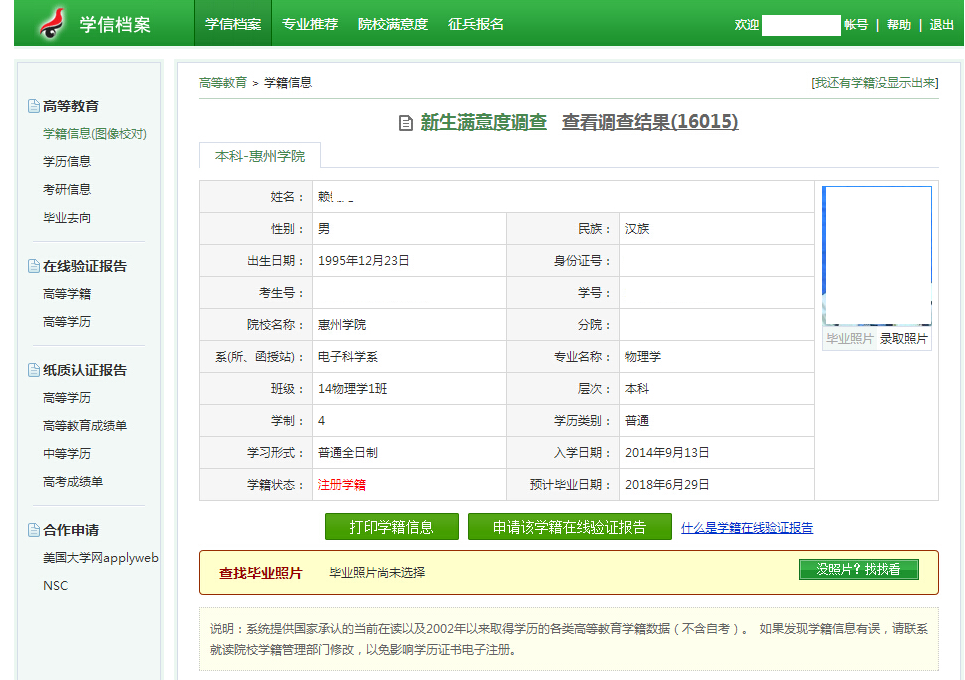 学信档案 学信档案 专业推荐 院校满意度 征兵报名 欢迎 帐号 | 帮助 | 退出
高等教育
学籍信息(图像校对)
学历信息
考研信息
毕业去向
在线验证报告
高等学籍
高等学历
纸质认证报告
高等学历
高等教育成绩单
中等学历
高考成绩单
合作申请
美国大学网applyweb
NSC
高等教育 > 学籍信息 [我还有学籍没显示出来]
新生满意度调查 查看调查结果(16015)
本科-惠州学院
姓名： 赖
性别： 男 民族： 汉族
出生日期： 1995年12月23日 身份证号：
考生号： 学号：
院校名称： 惠州学院 分院：
系(所、函授站)： 电子科学系 专业名称： 物理学
班级： 14物理学1班 层次： 本科
学制： 4 学历类别： 普通
学习形式： 普通全日制 入学日期： 2014年9月13日
学籍状态： 注册学籍 预计毕业日期： 2018年6月29日
毕业照片 录取照片
打印学籍信息 申请该学籍在线验证报告 什么是学籍在线验证报告
查找毕业照片 毕业照片尚未选择 没照片？找找看
说明：系统提供国家承认的当前在读以及2002年以来取得学历的各类高等教育学籍数据（不含自考）。 如果发现学籍信息有误，请联系
就读院校学籍管理部门修改，以免影响学历证书电子注册。